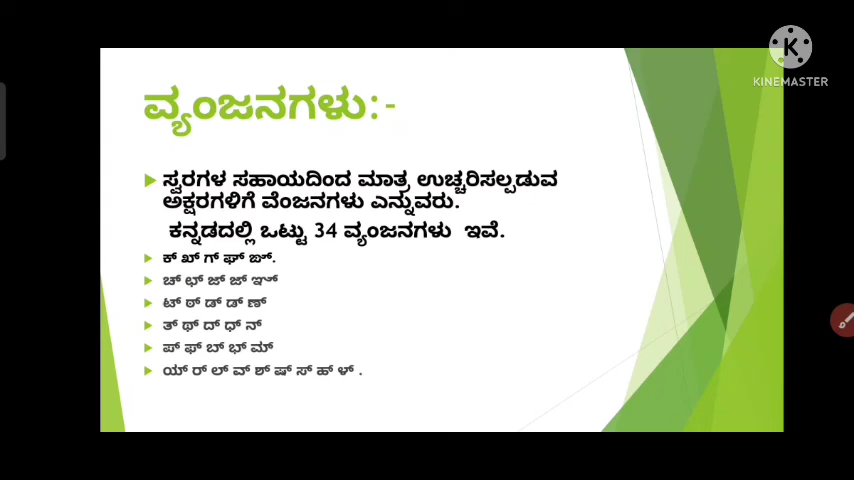 KINEMASTER
ವ್ಯಂಜನಗಳು:-
ಸ್ವರಗಳ ಸಹಾಯದಿಂದ ಮಾತ್ರ ಉಚ್ಚರಿಸಲ್ಪಡುವ
ಅಕ್ಷರಗಳಿಗೆ ವೆಂಜನಗಳು ಎನ್ನುವರು.
ಕನ್ನಡದಲ್ಲಿ ಒಟ್ಟು 34 ವ್ಯಂಜನಗಳು ಇವೆ.
ಕ್ ಖ್ ಗ್ ಘ್ ಙ್.
ಚ್ ಛ್ ಜ್ ಜ್ ಞ್
ಟ್ ಠ್ ಡ್ ಡ್ ಣ್
ತ್ ಥ್ ದ್ ಧ್ ನ್
ಪ್ ಫ್ ಬ್ ಭ್ ಮ್
ಯ್ ರ್ ಲ್ ವ್ ಶ್ ಷ್ ಸ್ ಹ್ ಳ್ .